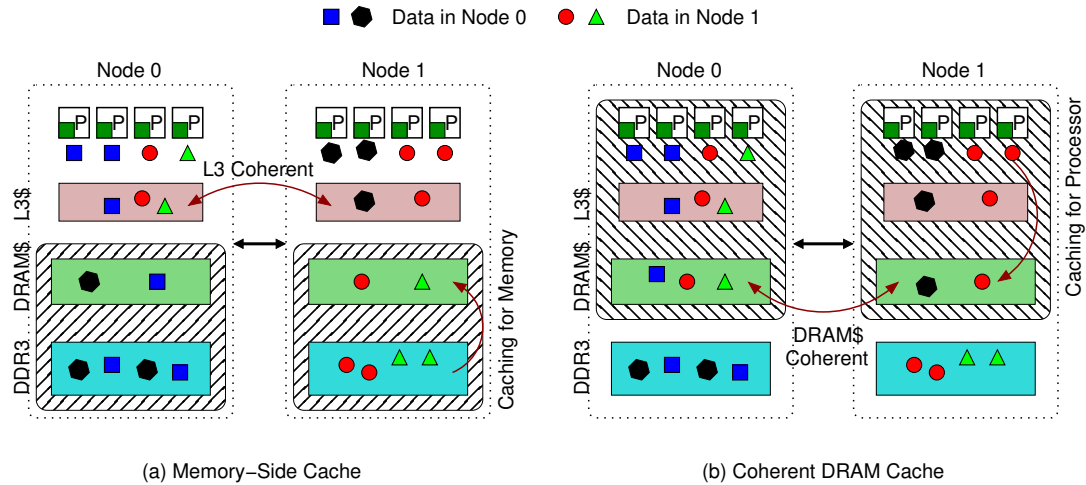 Data in Node 0 Data in Node 1
Node 0 Node 1 Node 0 Node 1
P P P P P P P P P P P P P P P P
L3 Coherent
L3$ L3$
DRAM$ DRAM$
DRAM$
Coherent
DDR3 DDR3
Caching for Memory
Caching for Processor
(a) Memory−Side Cache (b) Coherent DRAM Cache